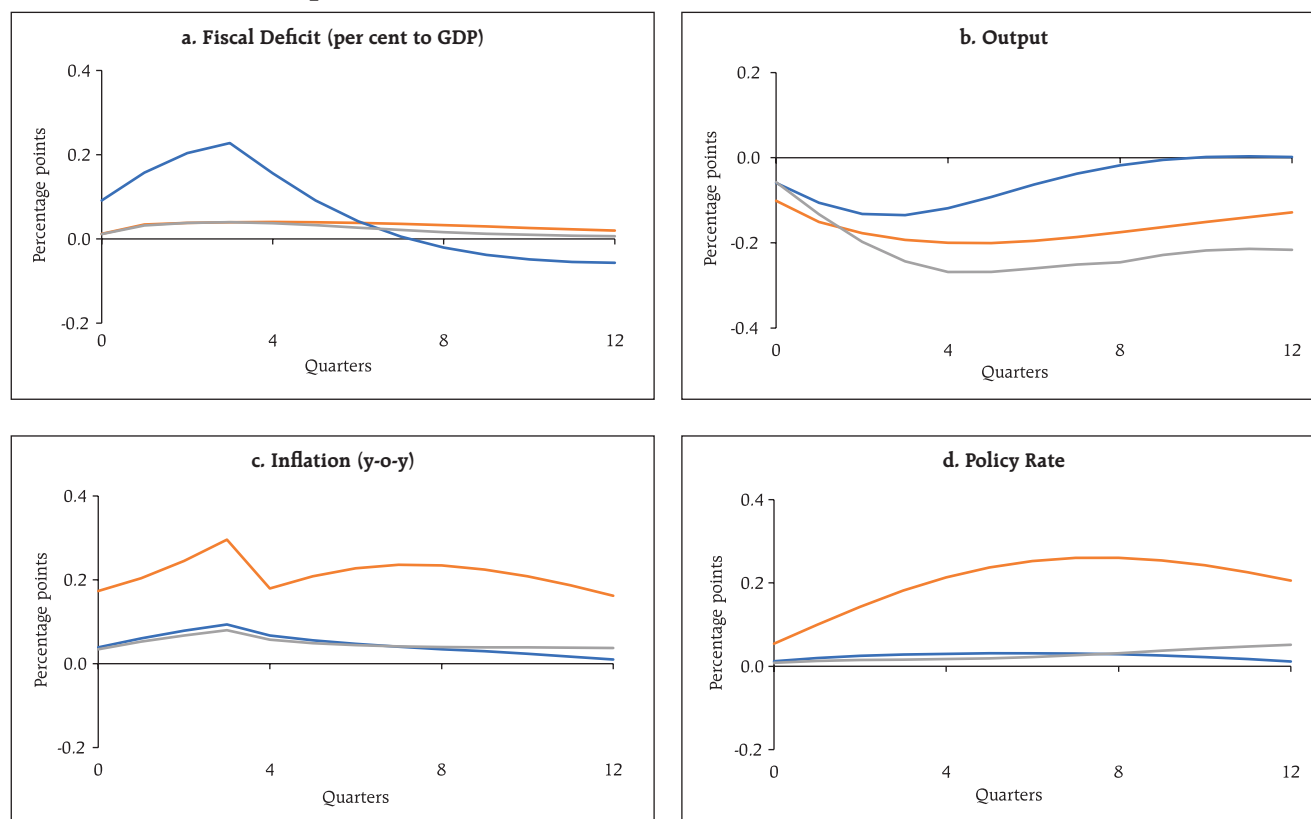 a. Fiscal Deficit (per cent to GDP)
0.4
0.2
0.0
-0.2
Percentage points
0 4 8 12
Quarters
b. Output
0.2
0.0
-0.2
-0.4
Percentage points
0 4 8 12
Quarters
c. Inflation (y-o-y)
0.4
0.2
0.0
-0.2
Percentage points
0 4 8 12
Quarters
d. Policy Rate
0.4
0.2
0.0
-0.2
Percentage points
0 4 8 12
Quarters